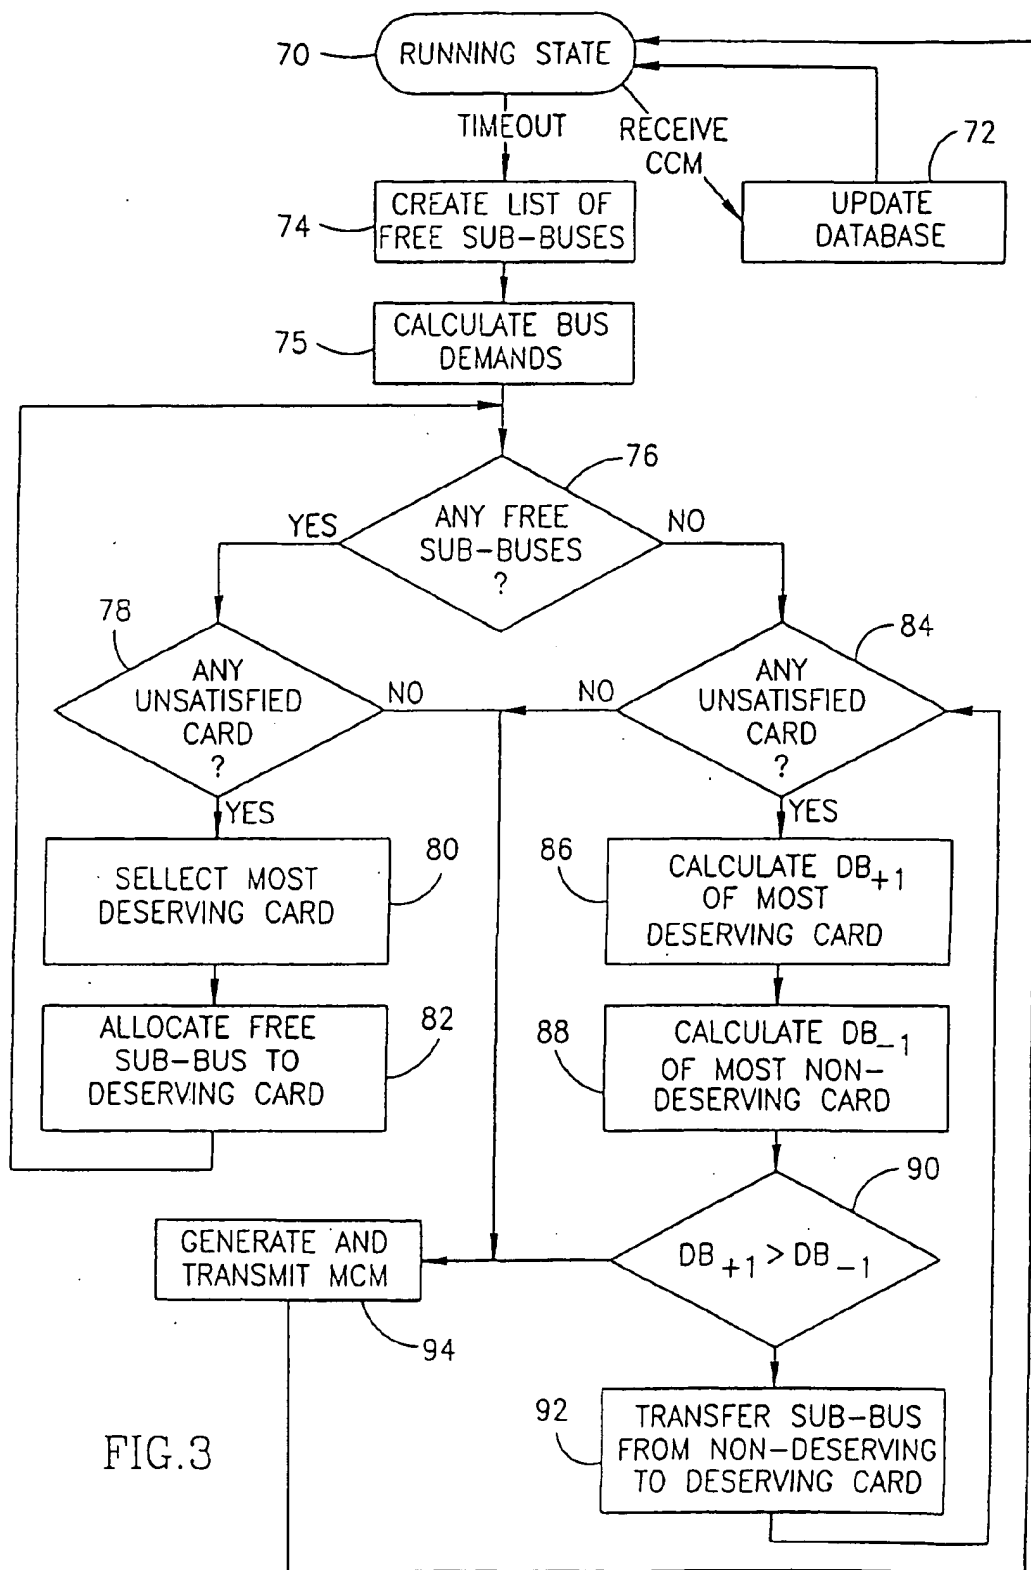 70
RUNNING STATE
TIMEOUT
RECEIVE
CCM
72
UPDATE
DATABASE
74
CREATE LIST OF
FREE SUB-BUSES
75
CALCULATE BUS
DEMANDS
76
ANY FREE
SUB-BUSES
?
YES
NO
78
ANY
UNSATISFIED
CARD
?
NO
YES
84
ANY
UNSATISFIED
CARD
?
NO
YES
80
SELLECT MOST
DESERVING CARD
82
ALLOCATE FREE
SUB-BUS TO
DESERVING CARD
86
CALCULATE DB+1
OF MOST
DESERVING CARD
88
CALCULATE DB-1
OF MOST NON-
DESERVING CARD
90
DB+1 > DB-1
GENERATE AND
TRANSMIT MCM
94
92
TRANSFER SUB-BUS
FROM NON-DESERVING
TO DESERVING CARD
FIG.3